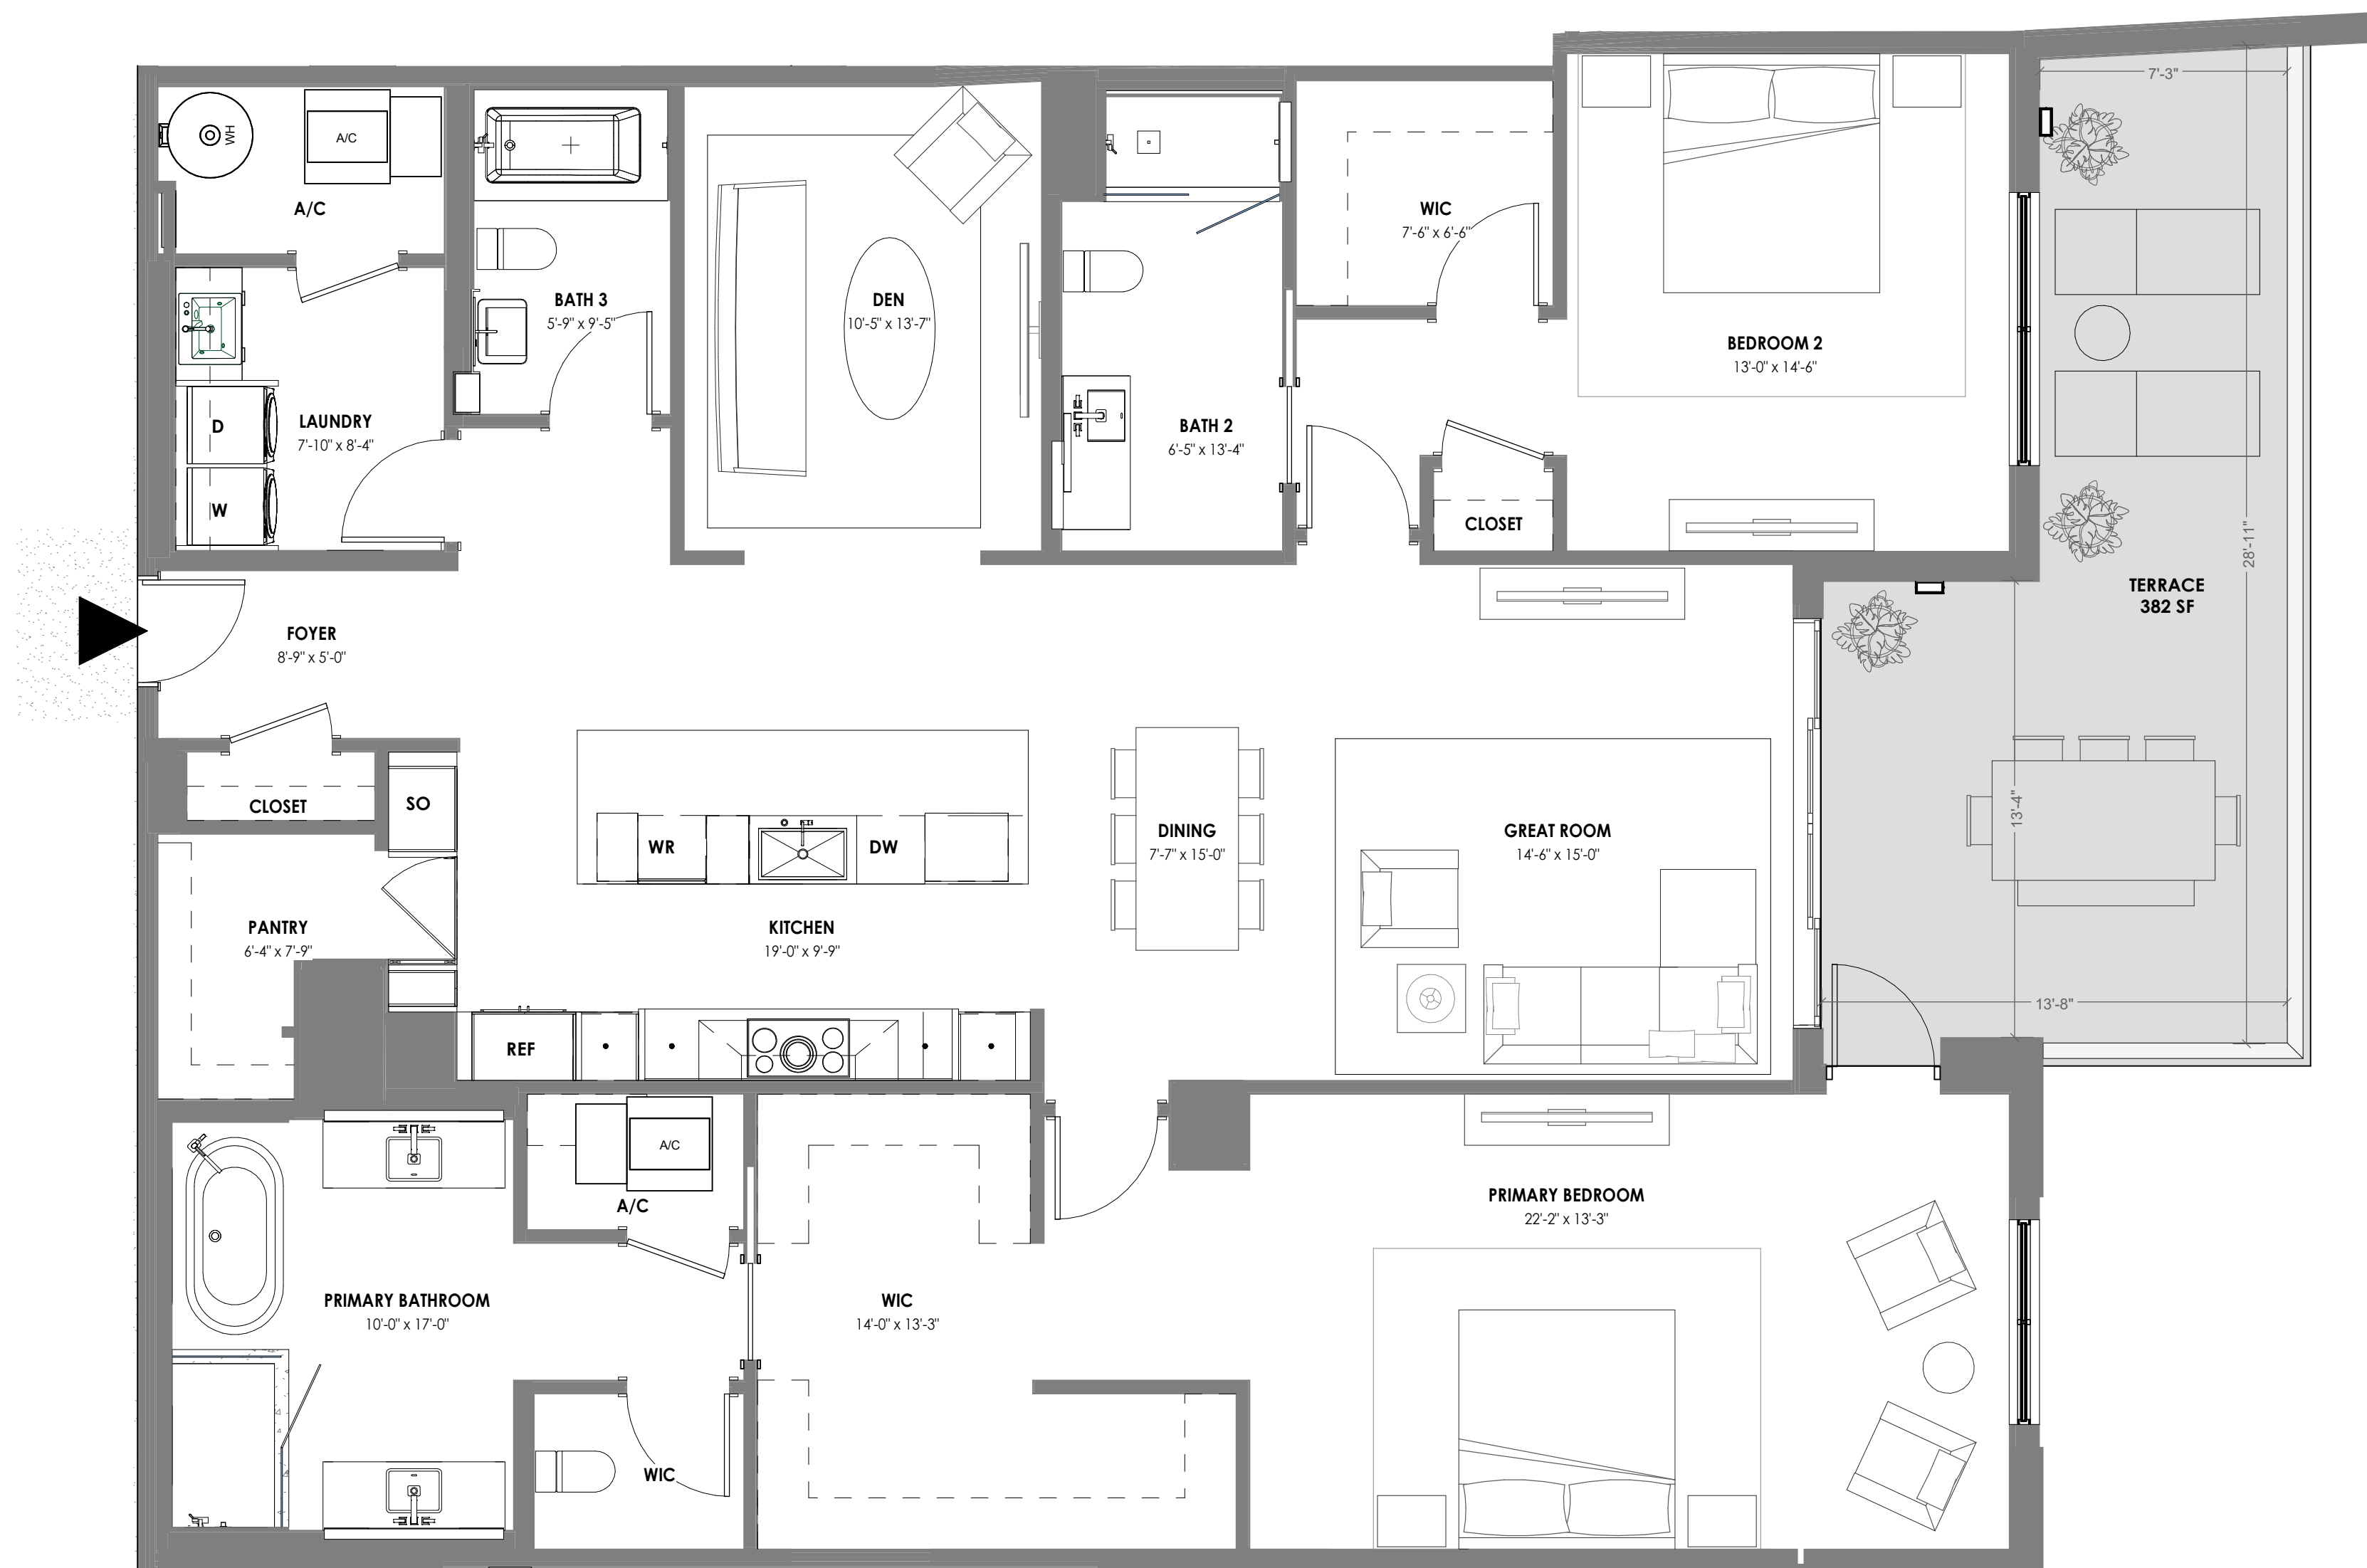 7'-3"
WH
A/C
A/C
WIC
7'-6" x 6'-6"
BATH 3
5'-9" x 9'-5"
DEN
10'-5" x 13'-7"
BEDROOM 2
13'-0" x 14'-6"
D
LAUNDRY
7'-10" x 8'-4"
BATH 2
6'-5" x 13'-4"
W
CLOSET
28'-11"
TERRACE
382 SF
FOYER
8'-9" x 5'-0"
CLOSET
SO
WR
DW
DINING
7'-7" x 15'-0"
GREAT ROOM
14'-6" x 15'-0"
13'-4"
PANTRY
6'-4" x 7'-9"
KITCHEN
19'-0" x 9'-9"
13'-8"
REF
A/C
A/C
PRIMARY BEDROOM
22'-2" x 13'-3"
PRIMARY BATHROOM
10'-0" x 17'-0"
WIC
14'-0" x 13'-3"
WIC